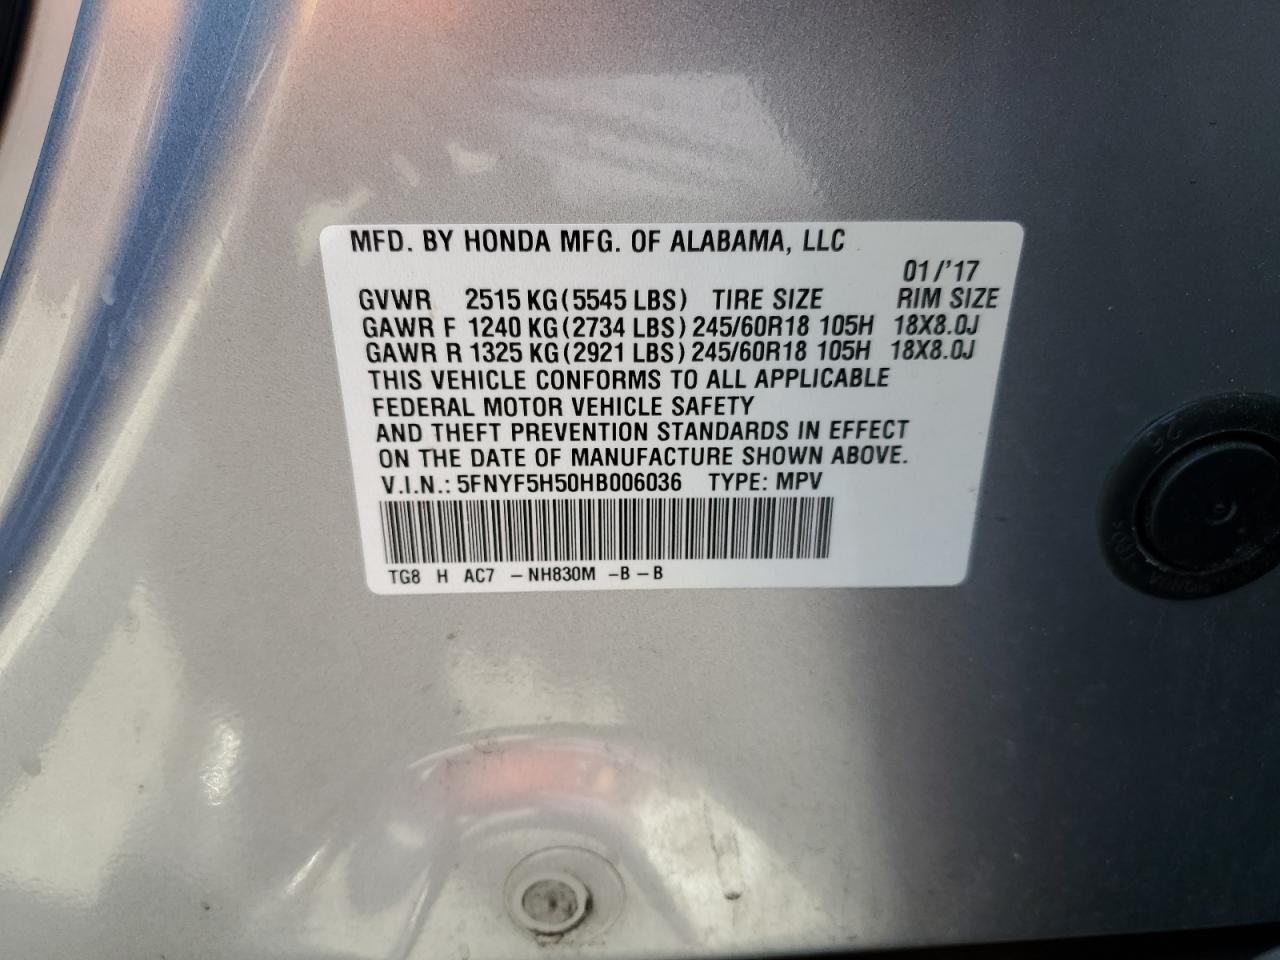 MFD. BY HONDA MFG. OF ALABAMA, LLC
01/'17
GVWR 2515 KG(5545 LBS) TIRE SIZE RIM SIZE
GAWR F 1240 KG(2734 LBS) 245/60R18 105H 18X8.0J
GAWR R 1325 KG(2921 LBS) 245/60R18 105H 18X8.0J
THIS VEHICLE CONFORMS TO ALL APPLICABLE
FEDERAL MOTOR VEHICLE SAFETY
AND THEFT PREVENTION STANDARDS IN EFFECT
ON THE DATE OF MANUFACTURE SHOWN ABOVE.
V.I.N.: 5FNYF5H50HB006036 TYPE: MPV
TG8 H AC7 -NH830M -B-B